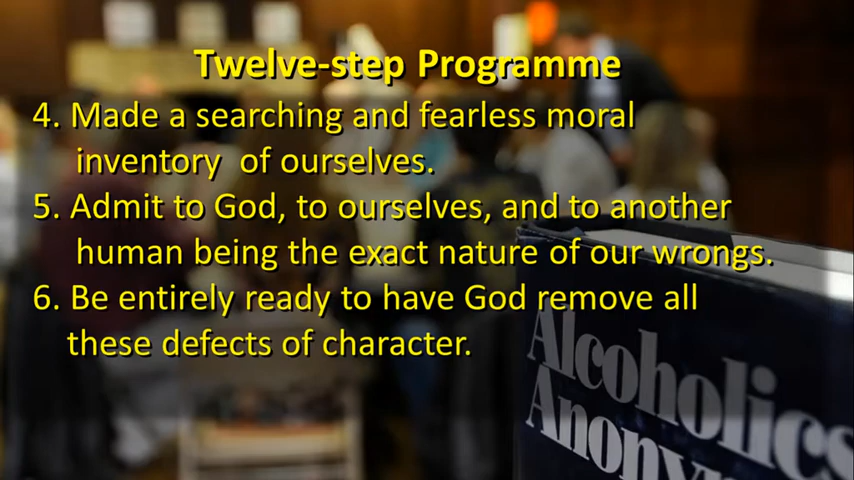 Twelve-step Programme
4. Made a searching and fearless moral
inventory of ourselves.
5. Admit to God, to ourselves, and to another
human being the exact nature of our wrongs.
6. Be entirely ready to have God remove all
these defects of character.
Alcoholics
Anony